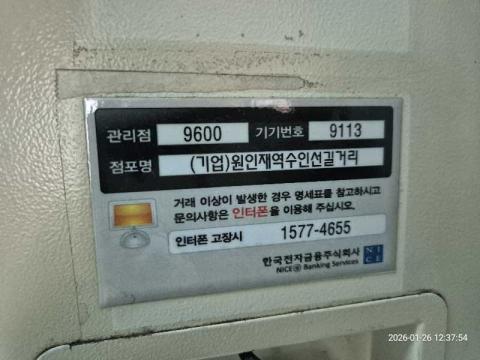 관리점 9600 기기번호 9113
점포명 (기업)원인재역수인선길거리
거래 이상이 발생한 경우 명세표를 참고하시고
문의사항은 인터폰을 이용해 주십시오.
인터폰 고장시 1577-4655
한국전자금융주식회사
NICE Banking Services
NI
CE
2026-01-26 12:37:54